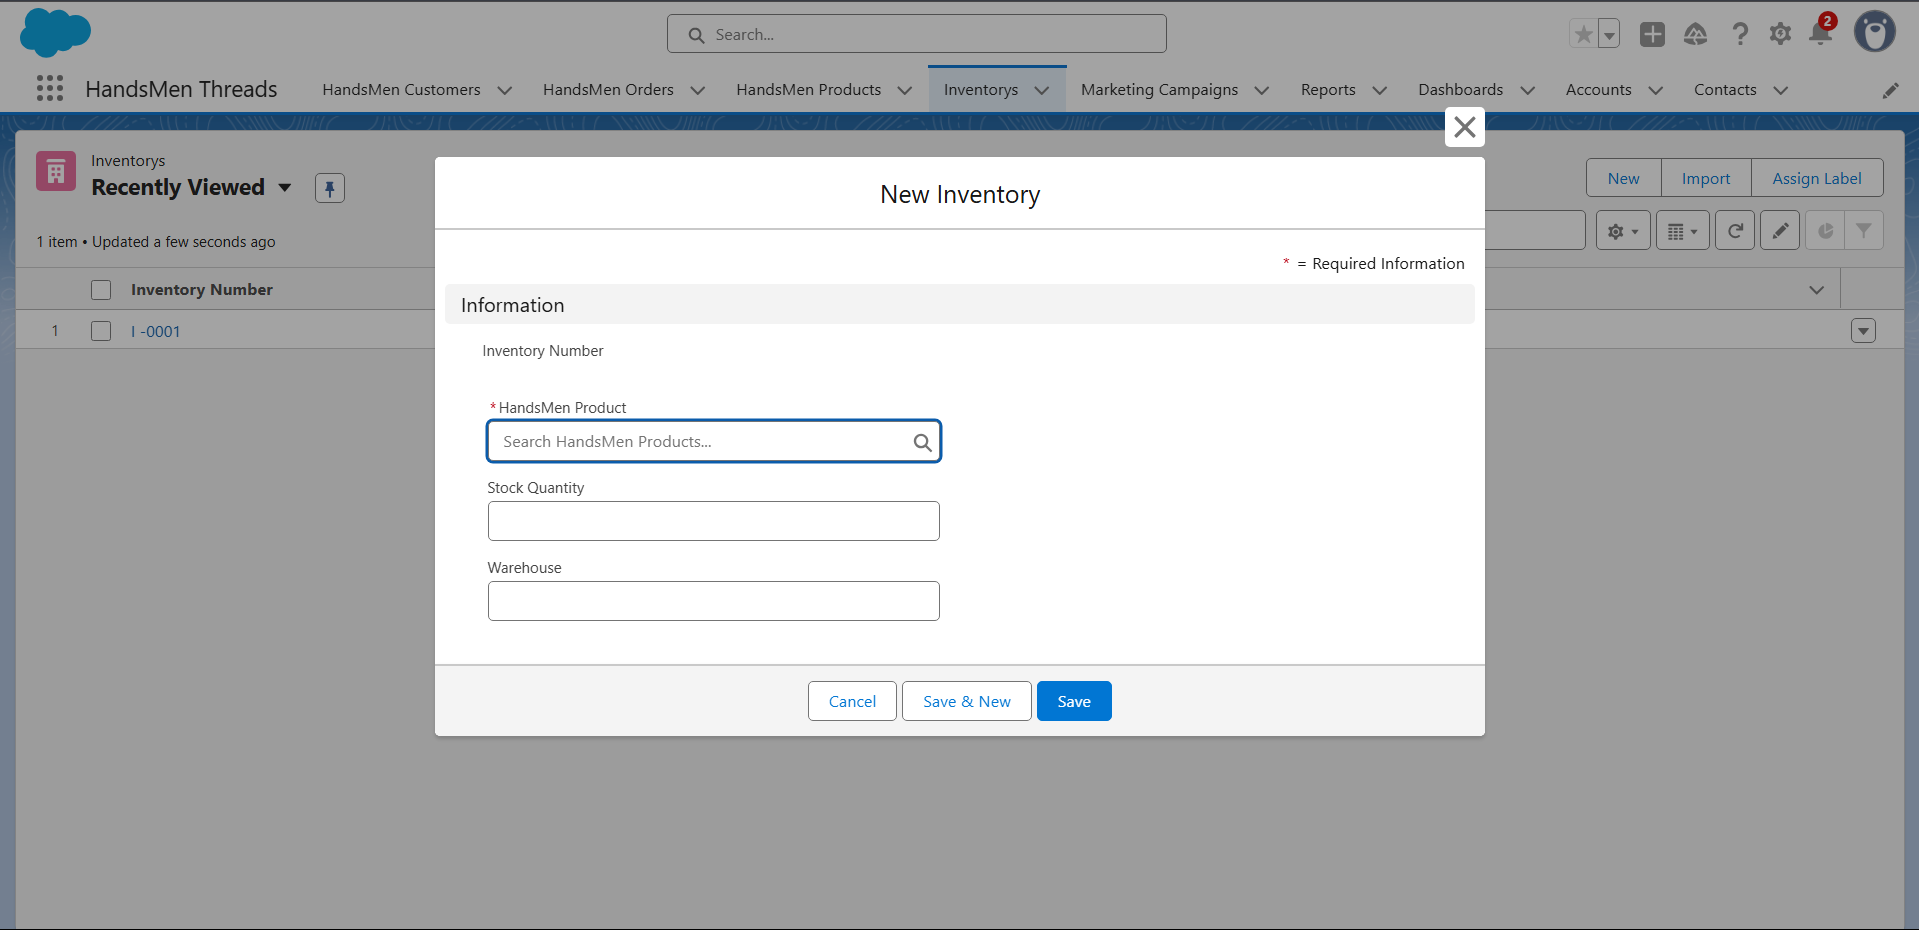 Search...
2
HandsMen Threads
HandsMen Customers
HandsMen Orders
HandsMen Products
Inventorys
Marketing Campaigns
Reports
Dashboards
Accounts
Contacts
Inventorys
Recently Viewed
New
Import
Assign Label
1 item • Updated a few seconds ago
Inventory Number
1
I -0001
New Inventory
* = Required Information
Information
Inventory Number
*HandsMen Product
Search HandsMen Products...
Stock Quantity
Warehouse
Cancel
Save & New
Save